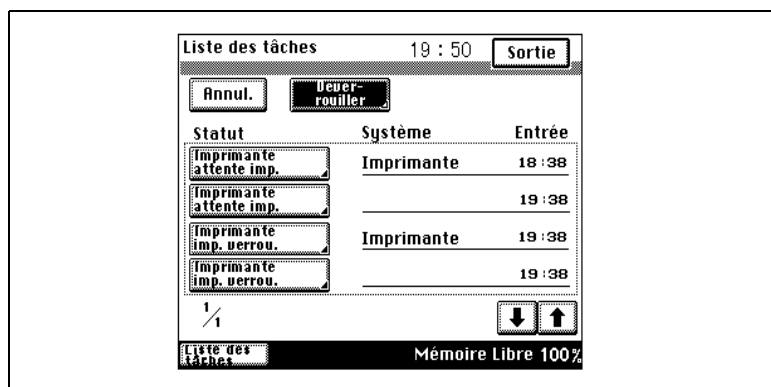 Liste des tâches 19 : 50 Sortie
Annul. Déver-
rouiller
Statut Système Entrée
Imprimante
attente imp. Imprimante 18 : 38
Imprimante
attente imp. 19 : 38
Imprimante
imp. verrou. Imprimante 19 : 38
Imprimante
imp. verrou. 19 : 38
1/1
Liste des
tâches Mémoire Libre 100%